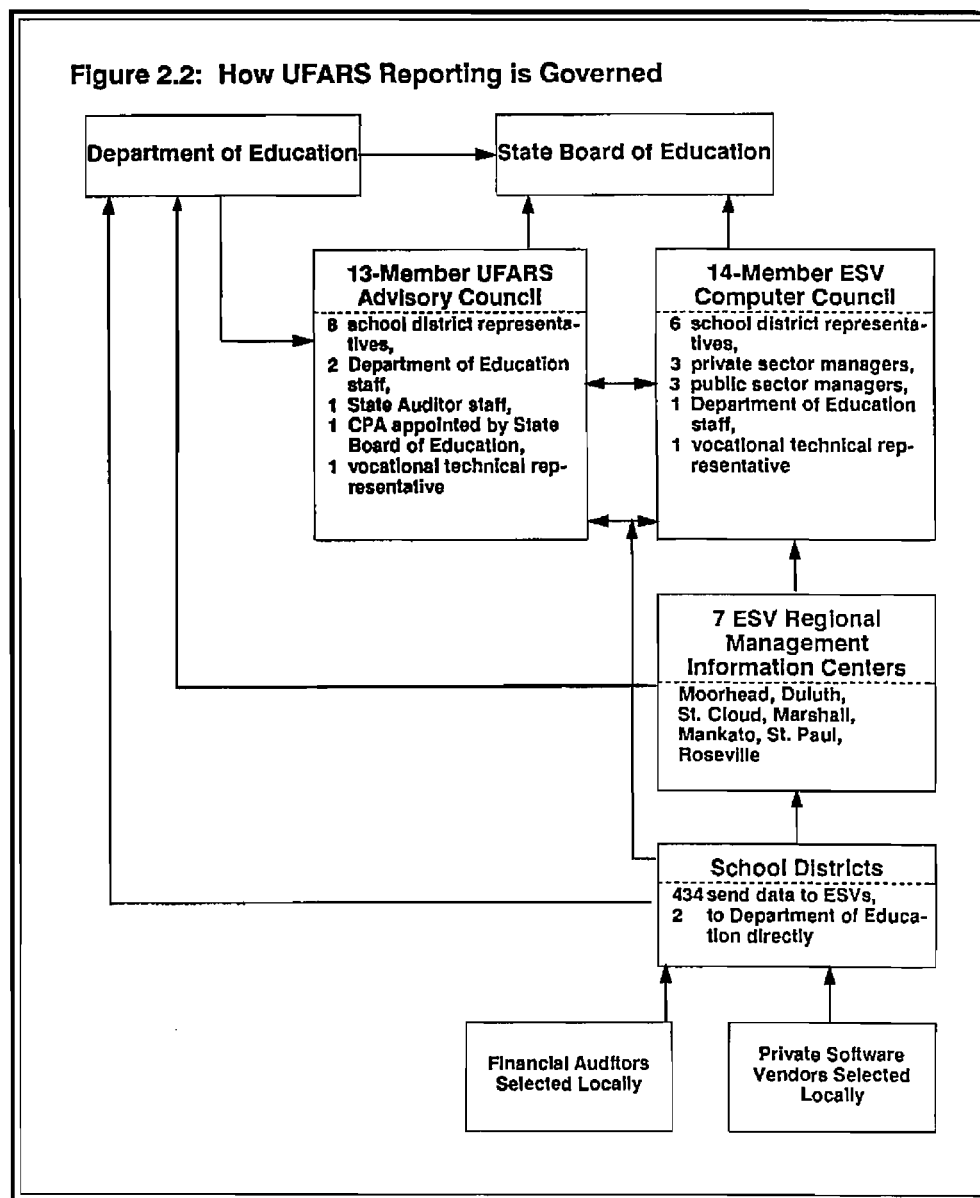 Figure 2.2: How UFARS Reporting is Governed
Department of Education
State Board of Education
13-Member UFARS
Advisory Council
8 school district representa-
tives,
2 Department of Education
staff,
1 State Auditor staff,
1 CPA appointed by State
Board of Education,
1 vocational technical rep-
resentative
14-Member ESV
Computer Council
6 school district representa-
tives,
3 private sector managers,
3 public sector managers,
1 Department of Education
staff,
1 vocational technical rep-
resentative
7 ESV Regional
Management
Information Centers
Moorhead, Duluth,
St. Cloud, Marshall,
Mankato, St. Paul,
Roseville
School Districts
434 send data to ESVs,
2 to Department of Educa-
tion directly
Financial Auditors
Selected Locally
Private Software
Vendors Selected
Locally